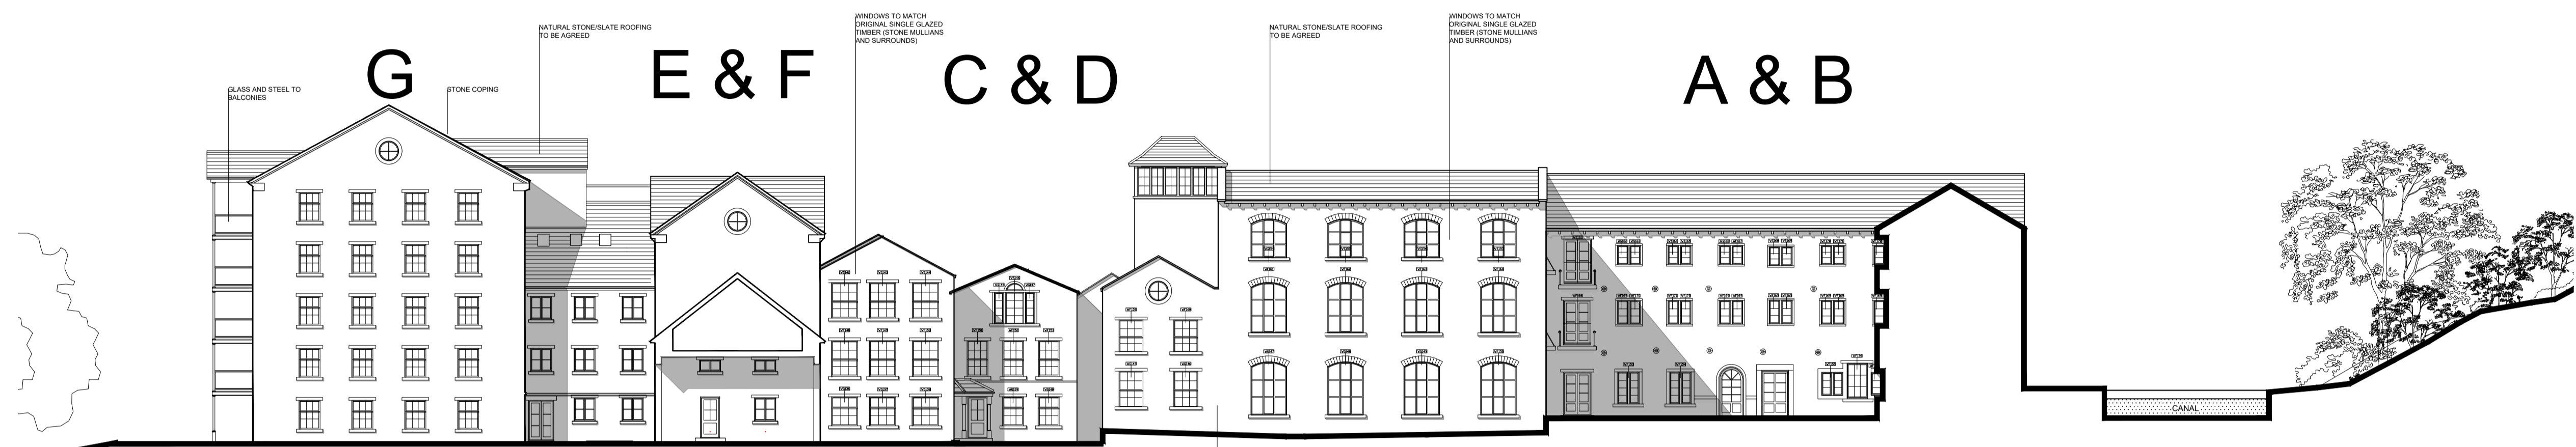 WINDOWS TO MATCH
ORIGINAL SINGLE GLAZED
TIMBER (STONE MULLIANS
AND SURROUNDS)
WINDOWS TO MATCH
ORIGINAL SINGLE GLAZED
TIMBER (STONE MULLIANS
AND SURROUNDS)
NATURAL STONE/SLATE ROOFING
TO BE AGREED
NATURAL STONE/SLATE ROOFING
TO BE AGREED
G
E & F
C & D
A & B
GLASS AND STEEL TO
BALCONIES
STONE COPING
CANAL